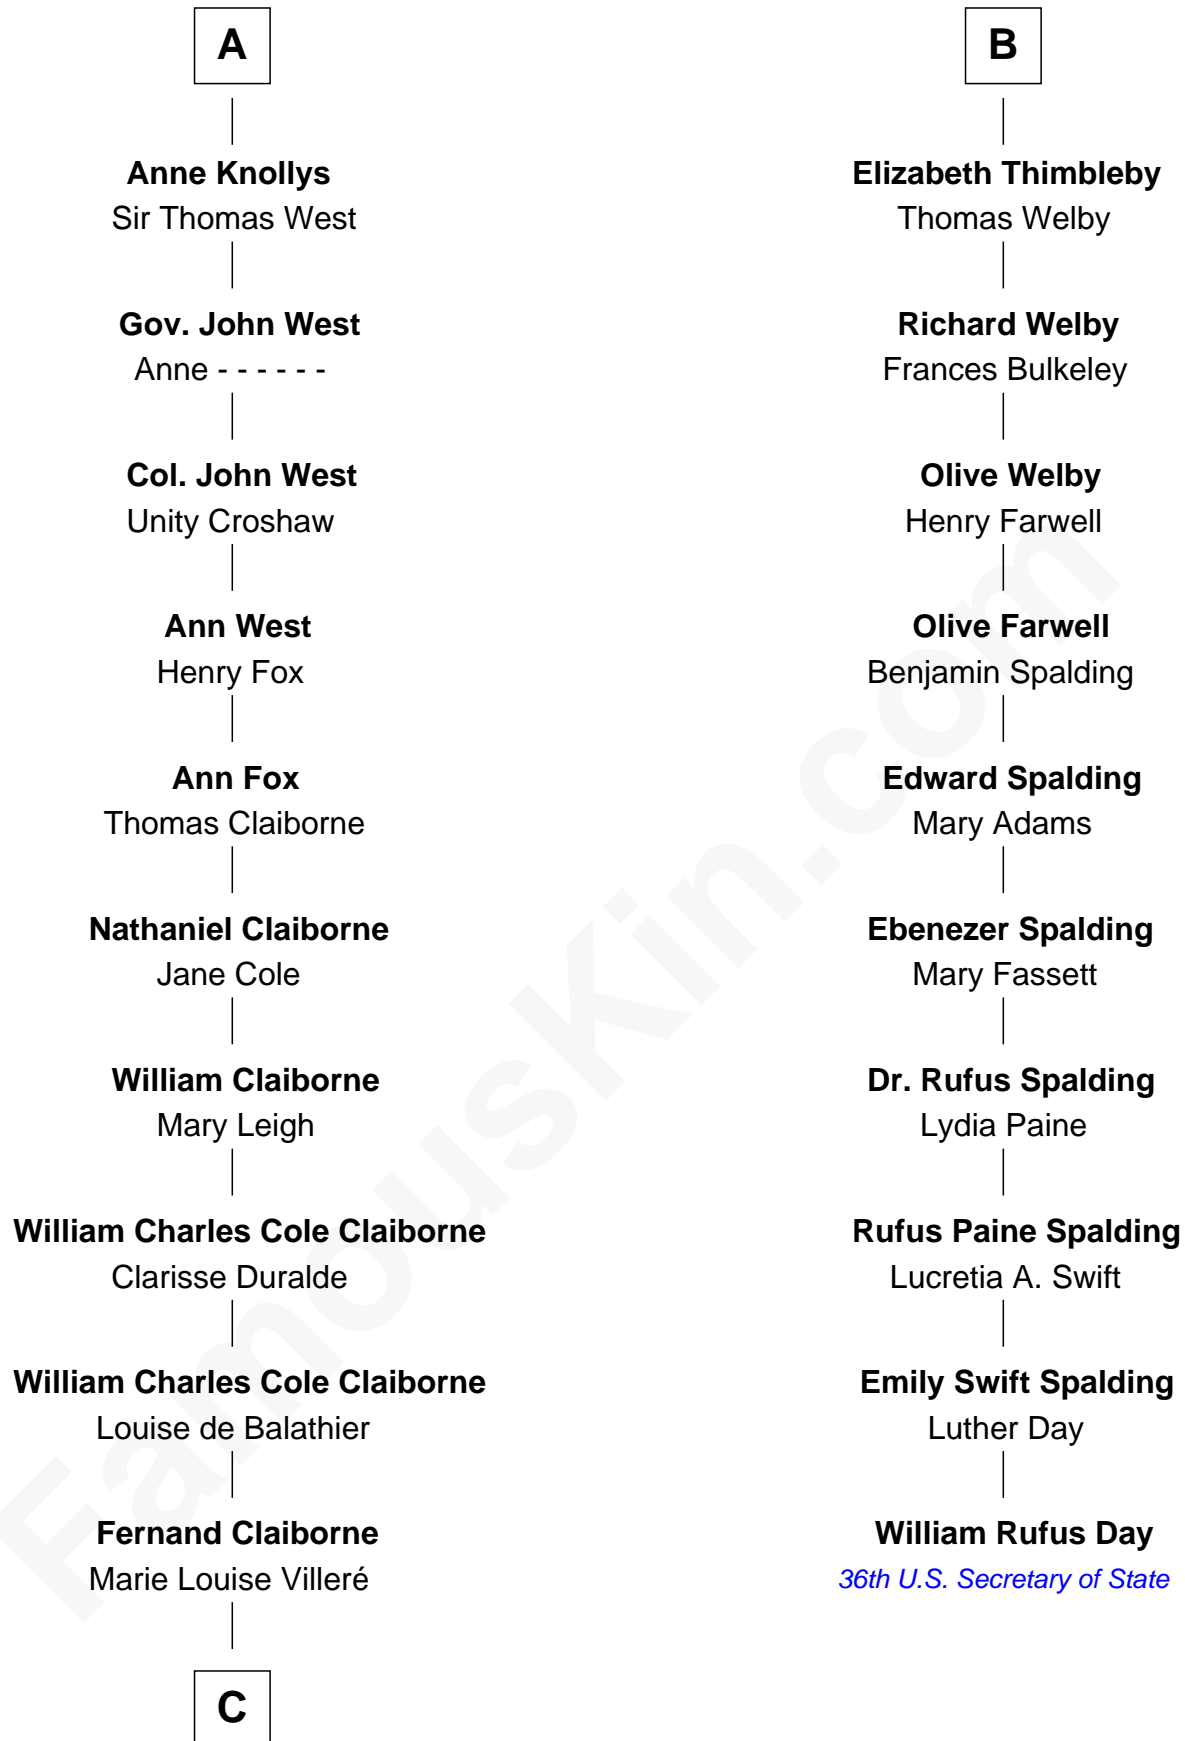 A
Anne Knollys
Sir Thomas West
Gov. John West
Anne - - - - - -
Col. John West
Unity Croshaw
Ann West
Henry Fox
Ann Fox
Thomas Claiborne
Nathaniel Claiborne
Jane Cole
William Claiborne
Mary Leigh
William Charles Cole Claiborne
Clarisse Duralde
William Charles Cole Claiborne
Louise de Balathier
Fernand Claiborne
Marie Louise Villeré
C
B
Elizabeth Thimbleby
Thomas Welby
Richard Welby
Frances Bulkeley
Olive Welby
Henry Farwell
Olive Farwell
Benjamin Spalding
Edward Spalding
Mary Adams
Ebenezer Spalding
Mary Fassett
Dr. Rufus Spalding
Lydia Paine
Rufus Paine Spalding
Lucretia A. Swift
Emily Swift Spalding
Luther Day
William Rufus Day
36th U.S. Secretary of State
FamousKin.com